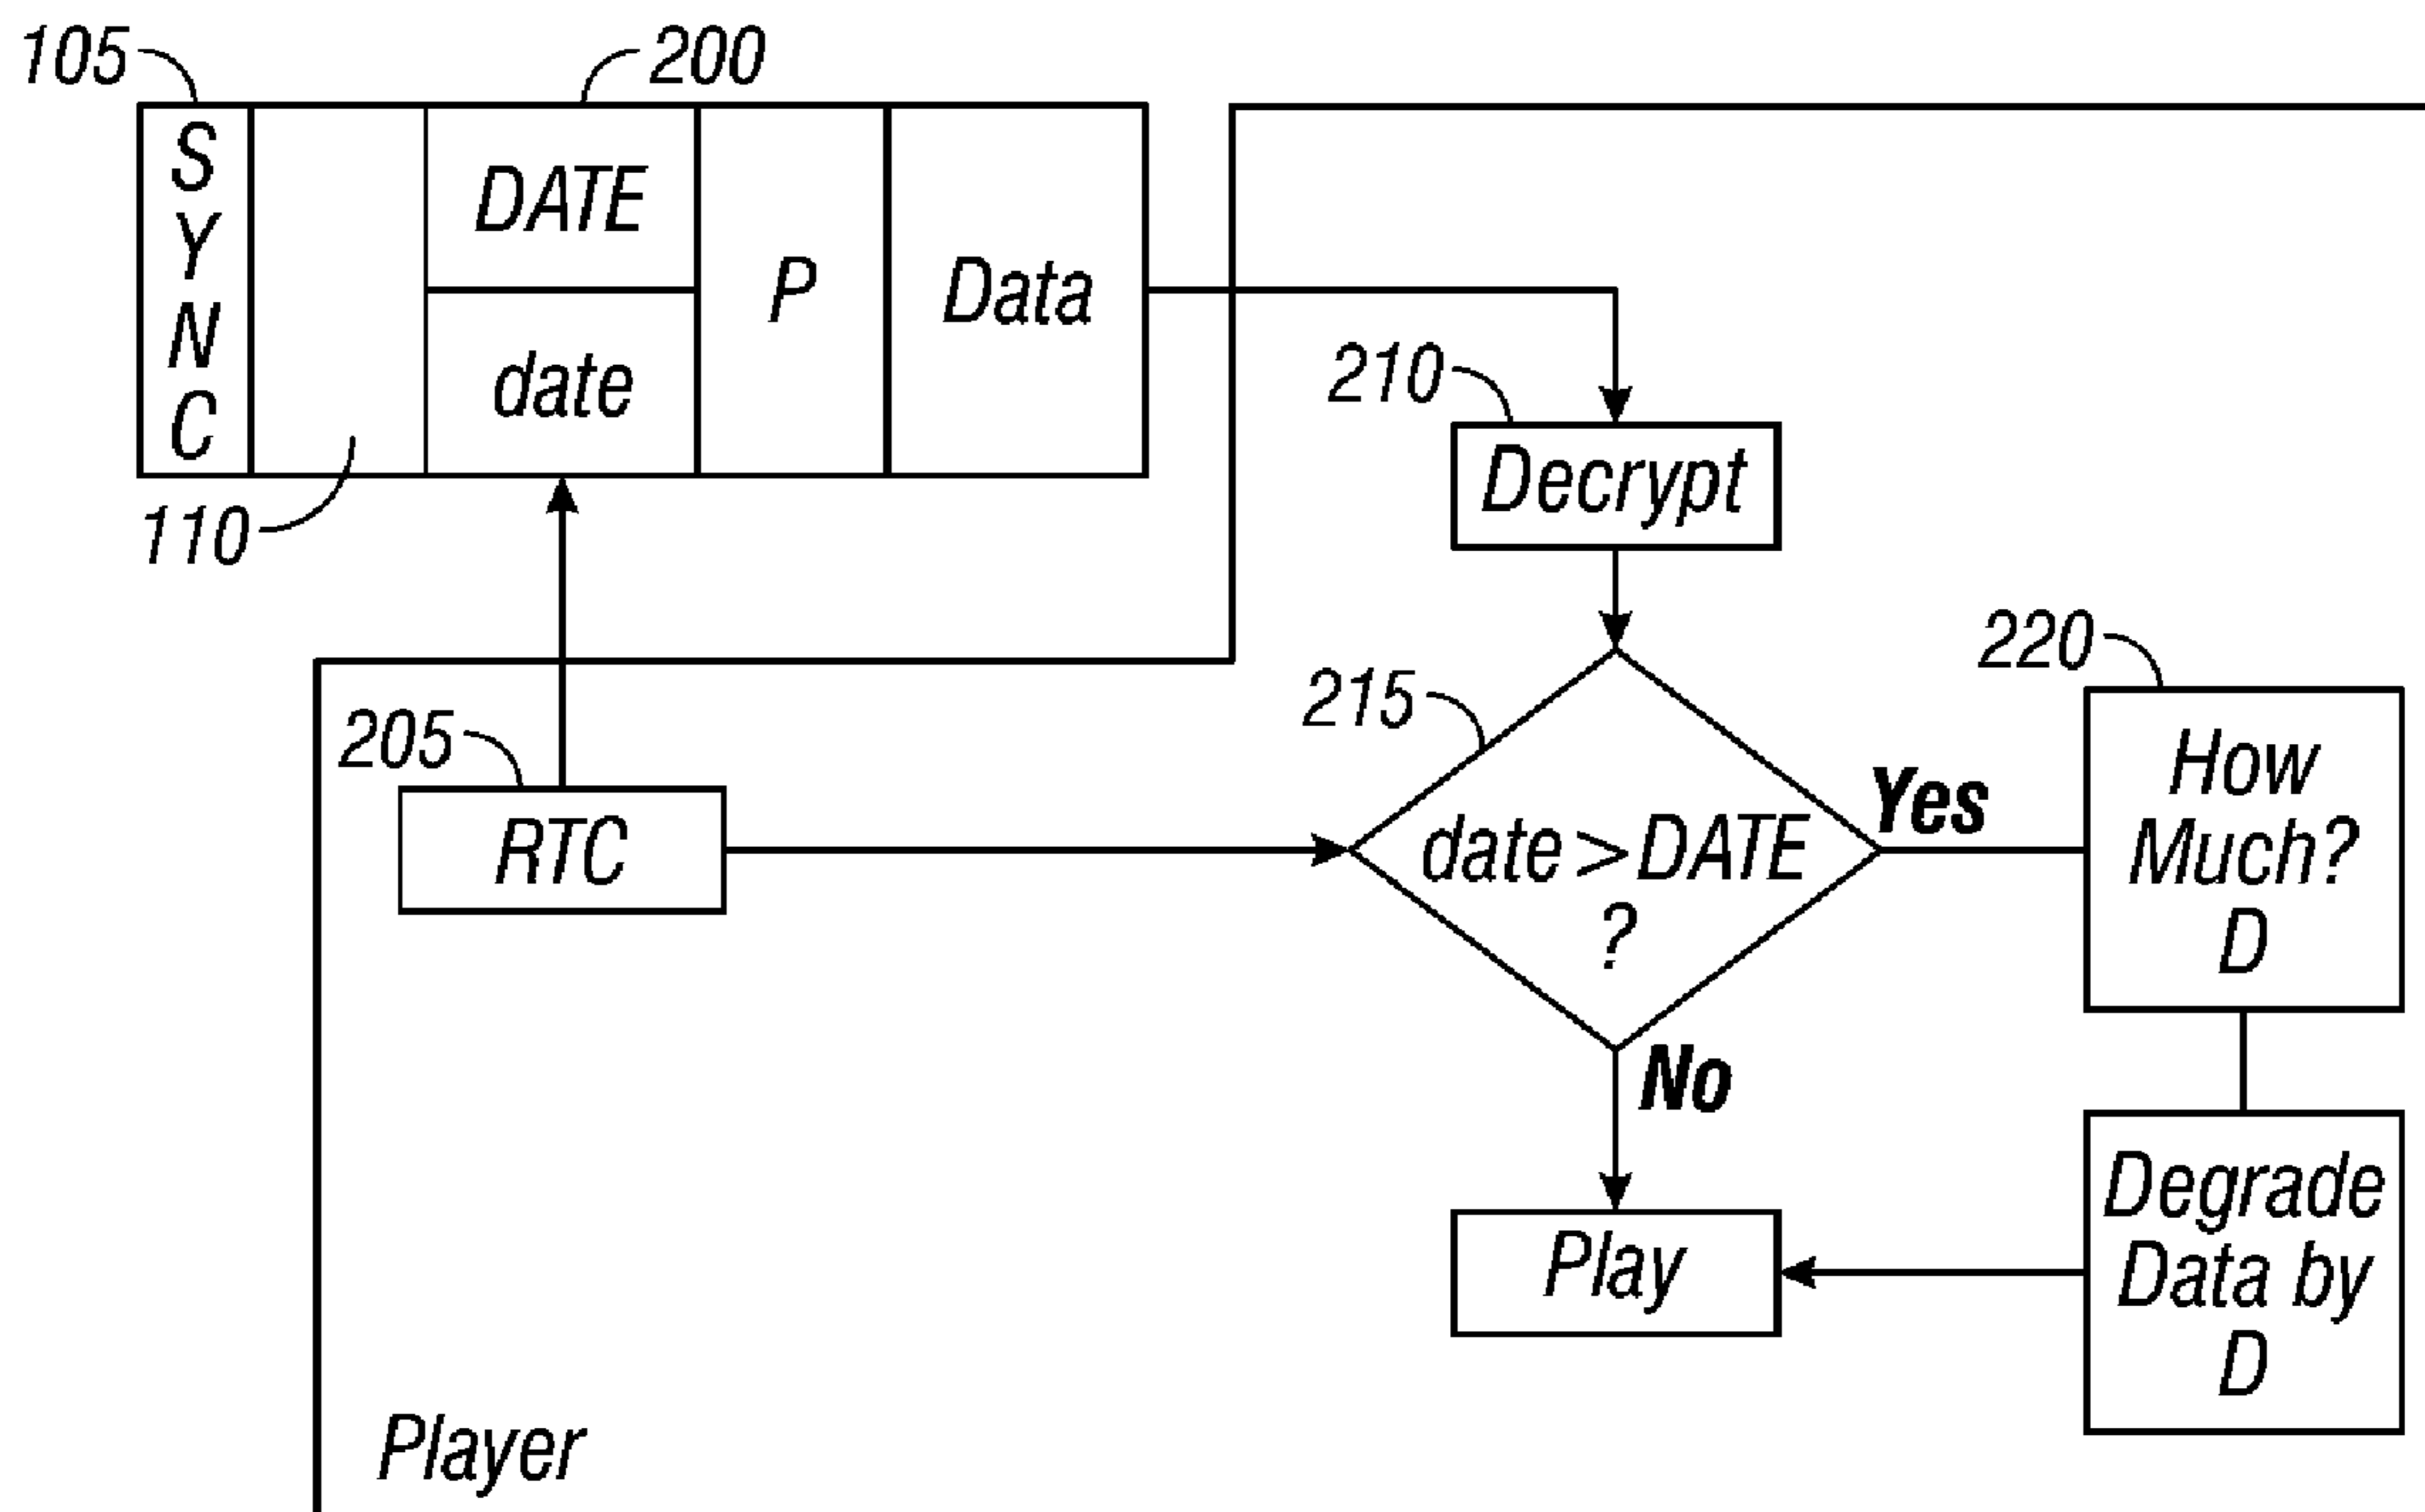 105
200
S
Y
N
C
DATE
date
P
Data
110
210
Decrypt
205
RTC
215
date > DATE
?
Yes
No
220
How
Much?
D
Degrade
Data by
D
Play
Player